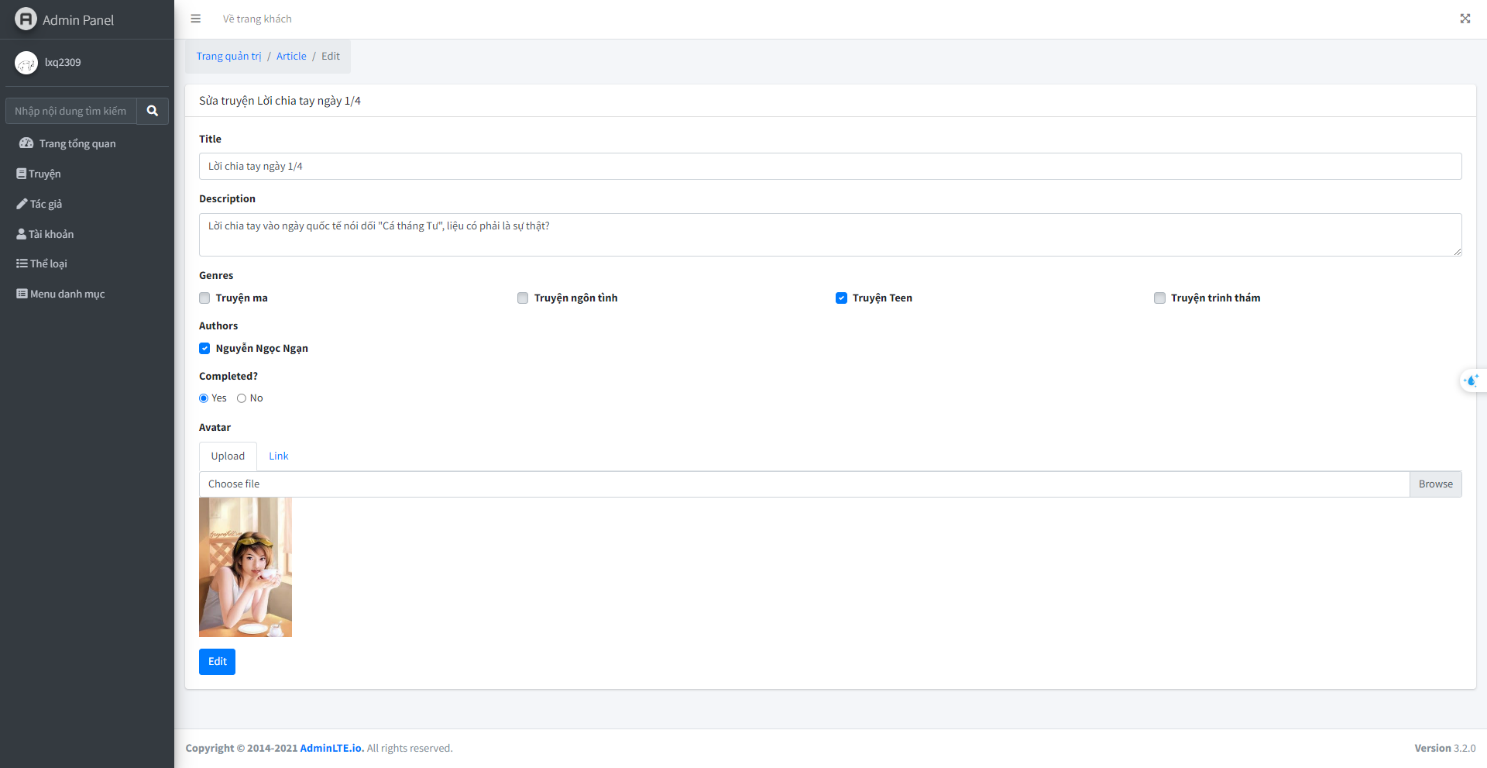 Admin Panel
Về trang khách
lxq2309
Trang quản trị / Article / Edit
Nhập nội dung tìm kiếm
Trang tổng quan
Truyện
Tác giả
Tài khoản
Thể loại
Menu danh mục
Sửa truyện Lời chia tay ngày 1/4
Title
Lời chia tay ngày 1/4
Description
Lời chia tay vào ngày quốc tế nói dối "Cá tháng Tư", liệu có phải là sự thật?
Genres
Truyện ma Truyện ngôn tình Truyện Teen Truyện trinh thám
Authors
Nguyễn Ngọc Ngạn
Completed?
Yes No
Avatar
Upload Link
Choose file Browse
Edit
Copyright © 2014-2021 AdminLTE.io. All rights reserved. Version 3.2.0